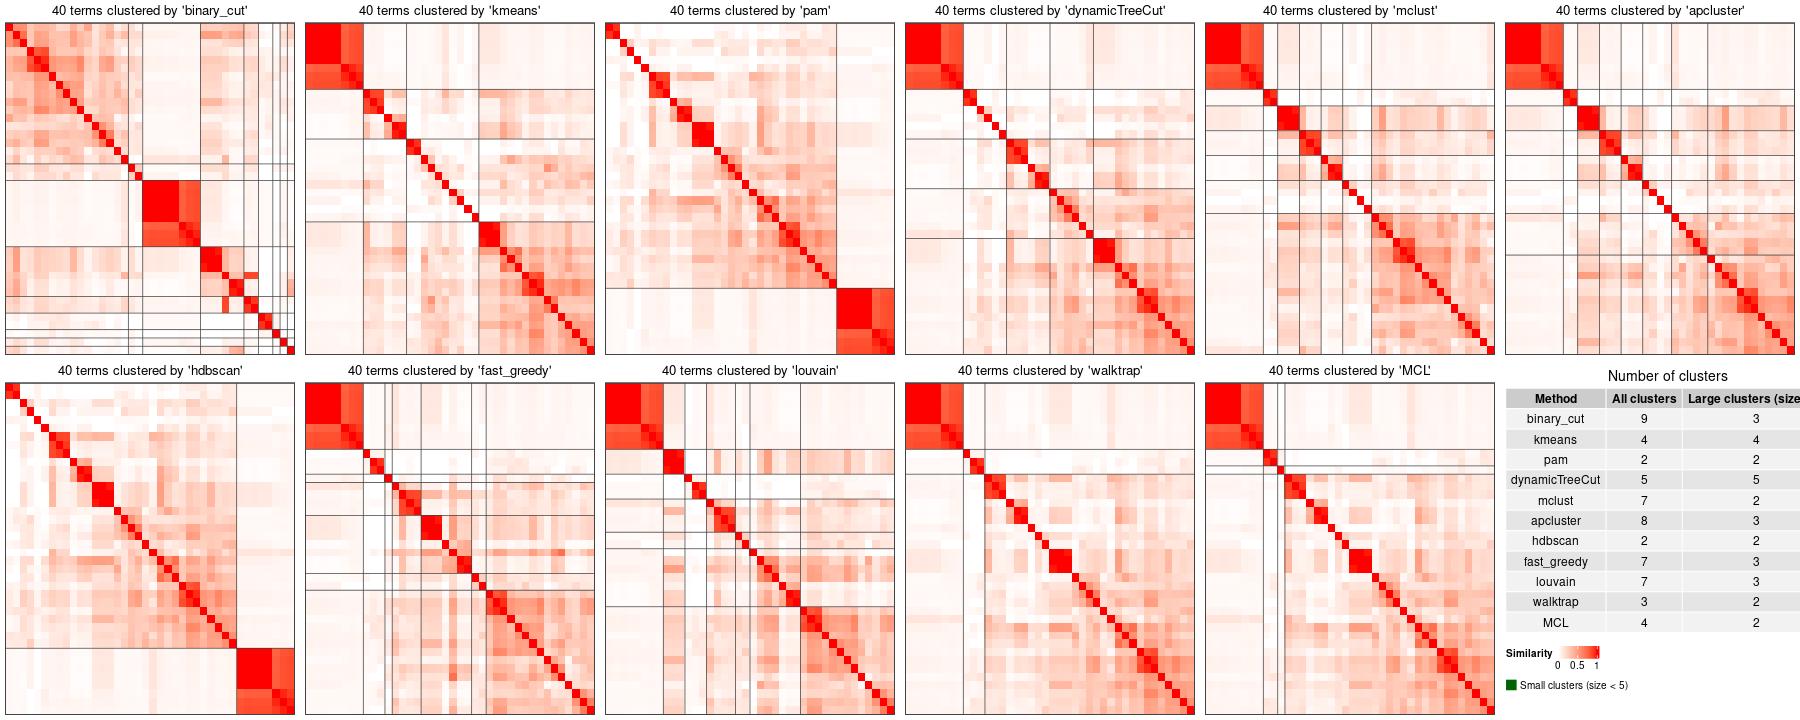 40 terms clustered by 'binary_cut'
40 terms clustered by 'kmeans'
40 terms clustered by 'pam'
40 terms clustered by 'dynamicTreeCut'
40 terms clustered by 'mclust'
40 terms clustered by 'apcluster'
40 terms clustered by 'hdbscan'
40 terms clustered by 'fast_greedy'
40 terms clustered by 'louvain'
40 terms clustered by 'walktrap'
40 terms clustered by 'MCL'
Number of clusters
Method All clusters Large clusters (size
binary_cut 9 3
kmeans 4 4
pam 2 2
dynamicTreeCut 5 5
mclust 7 2
apcluster 8 3
hdbscan 2 2
fast_greedy 7 3
louvain 7 3
walktrap 3 2
MCL 4 2
Similarity
0 0.5 1
Small clusters (size < 5)